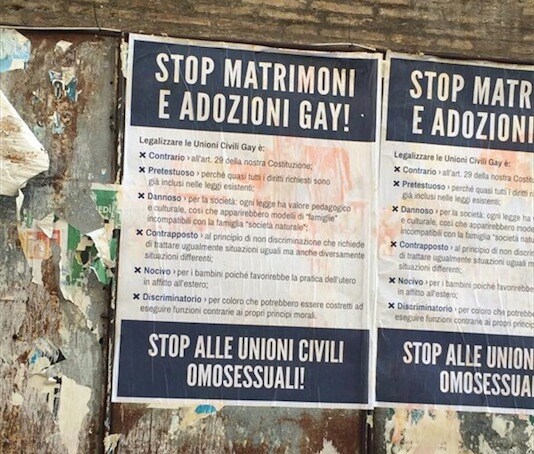 STOP MATRIMONI
E ADOZIONI GAY!
Legalizzare le Unioni Civili Gay è:
✘ Contrario › all'art. 29 della nostra Costituzione;
✘ Pretestuoso › perché quasi tutti i diritti richiesti sono
già inclusi nelle leggi esistenti;
✘ Dannoso › per la società: ogni legge ha valore pedagogico
e culturale, così che apparirebbero modelli di "famiglie"
incompatibili con la famiglia "società naturale";
✘ Contrapposto › al principio di non discriminazione che richiede
di trattare ugualmente situazioni uguali ma anche diversamente
situazioni differenti;
✘ Nocivo › per i bambini poiché favorirebbe la pratica dell'utero
in affitto all'estero;
✘ Discriminatorio › per coloro che potrebbero essere costretti ad
eseguire funzioni contrarie ai propri principi morali.
STOP ALLE UNIONI CIVILI
OMOSESSUALI!
STOP MATR
E ADOZIONI
Legalizzare le Unioni Civili Gay è:
✘ Contrario › all'art. 29 della nostra Cos
✘ Pretestuoso › perché quasi tutti i diritti
già inclusi nelle leggi esistenti;
✘ Dannoso › per la società: ogni legge ha
e culturale, così che apparirebbero model
incompatibili con la famiglia "società natu
✘ Contrapposto › al principio di non discri
di trattare ugualmente situazioni uguali m
situazioni differenti;
✘ Nocivo › per i bambini poiché favorireb
in affitto all'estero;
✘ Discriminatorio › per coloro che potreb
eseguire funzioni contrarie ai propri princip
STOP ALLE UNION
OMOSESSUA